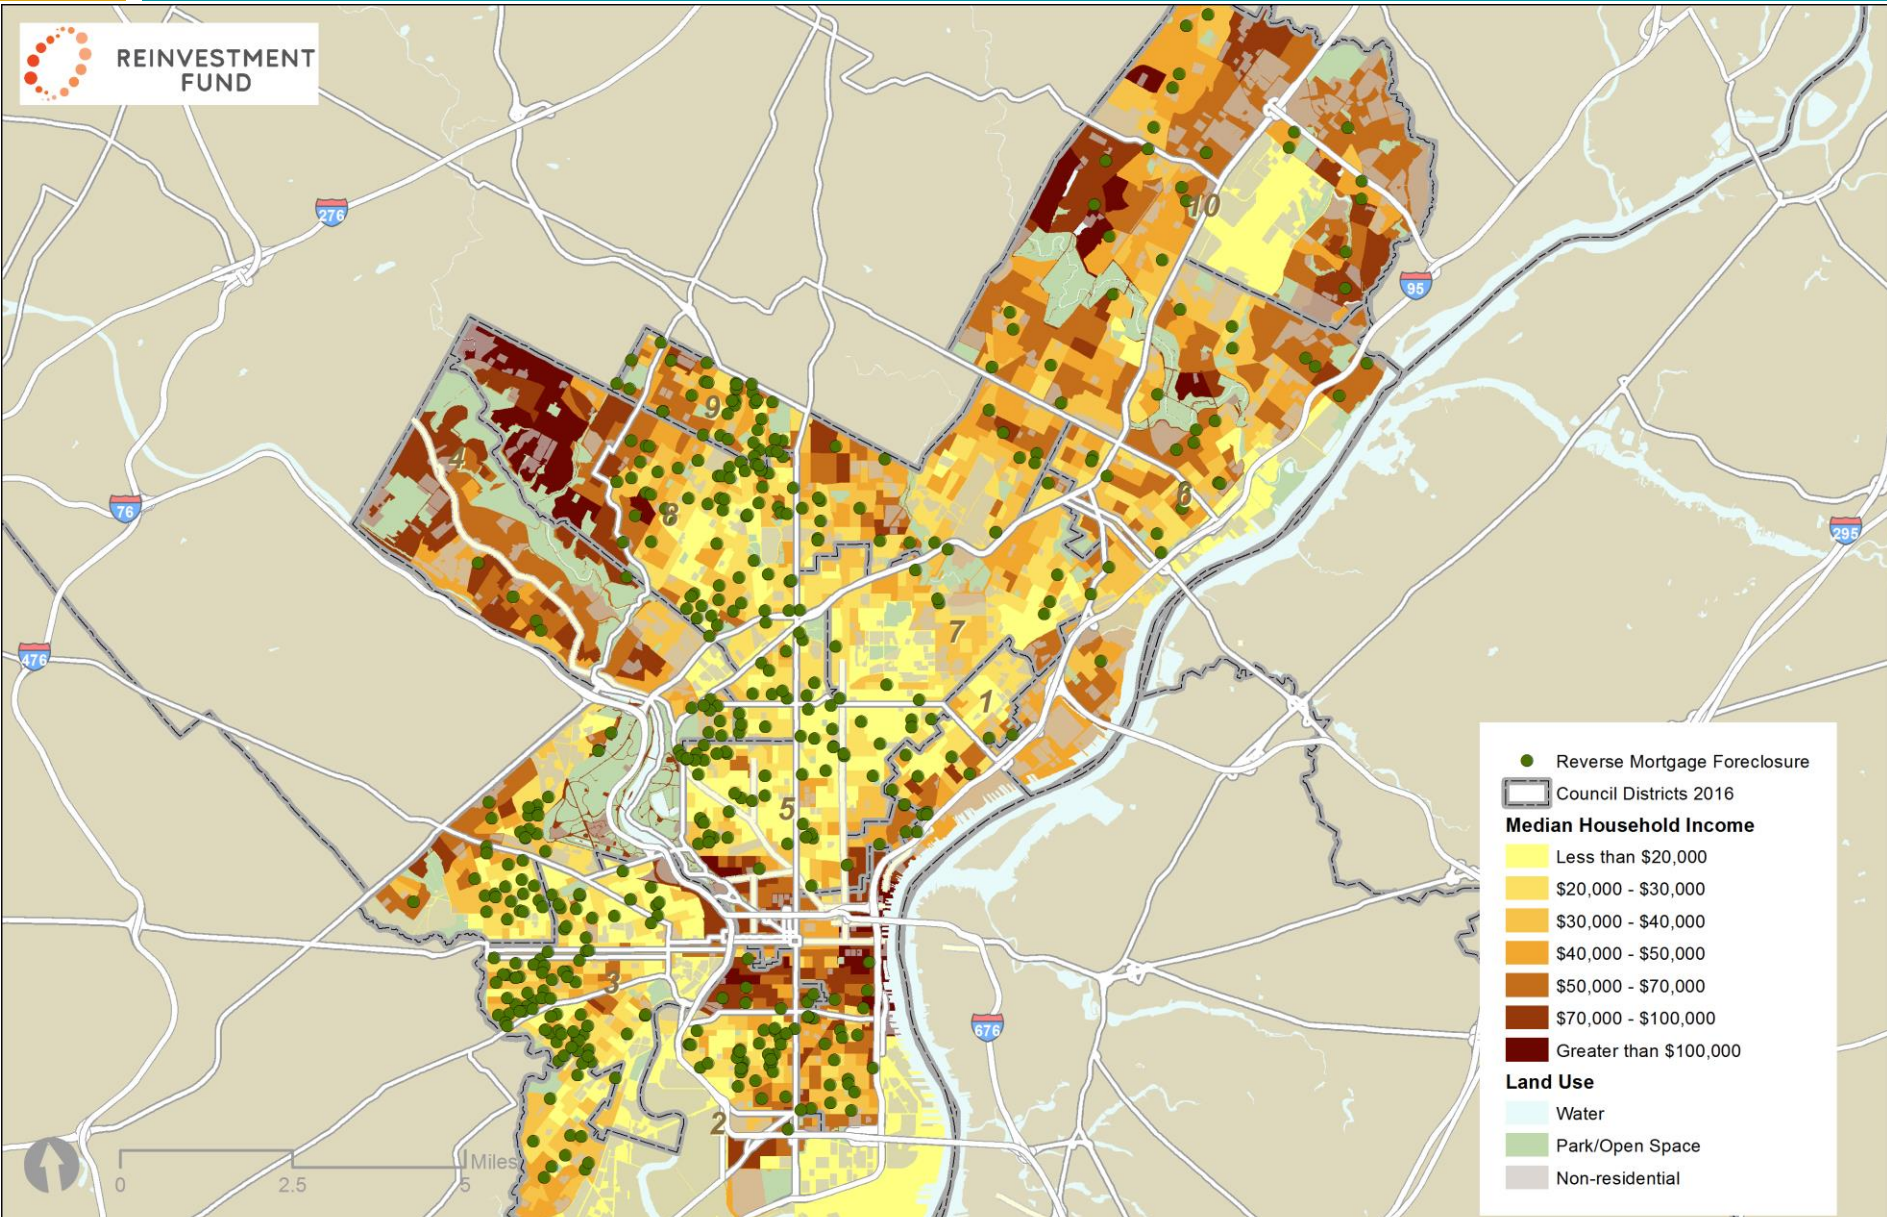 REINVESTMENT
FUND
276
10
95
9
4
76
8
6
295
7
476
1
5
3
676
2
Miles
0
2.5
5
Reverse Mortgage Foreclosure
Council Districts 2016
Median Household Income
Less than $20,000
$20,000 - $30,000
$30,000 - $40,000
$40,000 - $50,000
$50,000 - $70,000
$70,000 - $100,000
Greater than $100,000
Land Use
Water
Park/Open Space
Non-residential